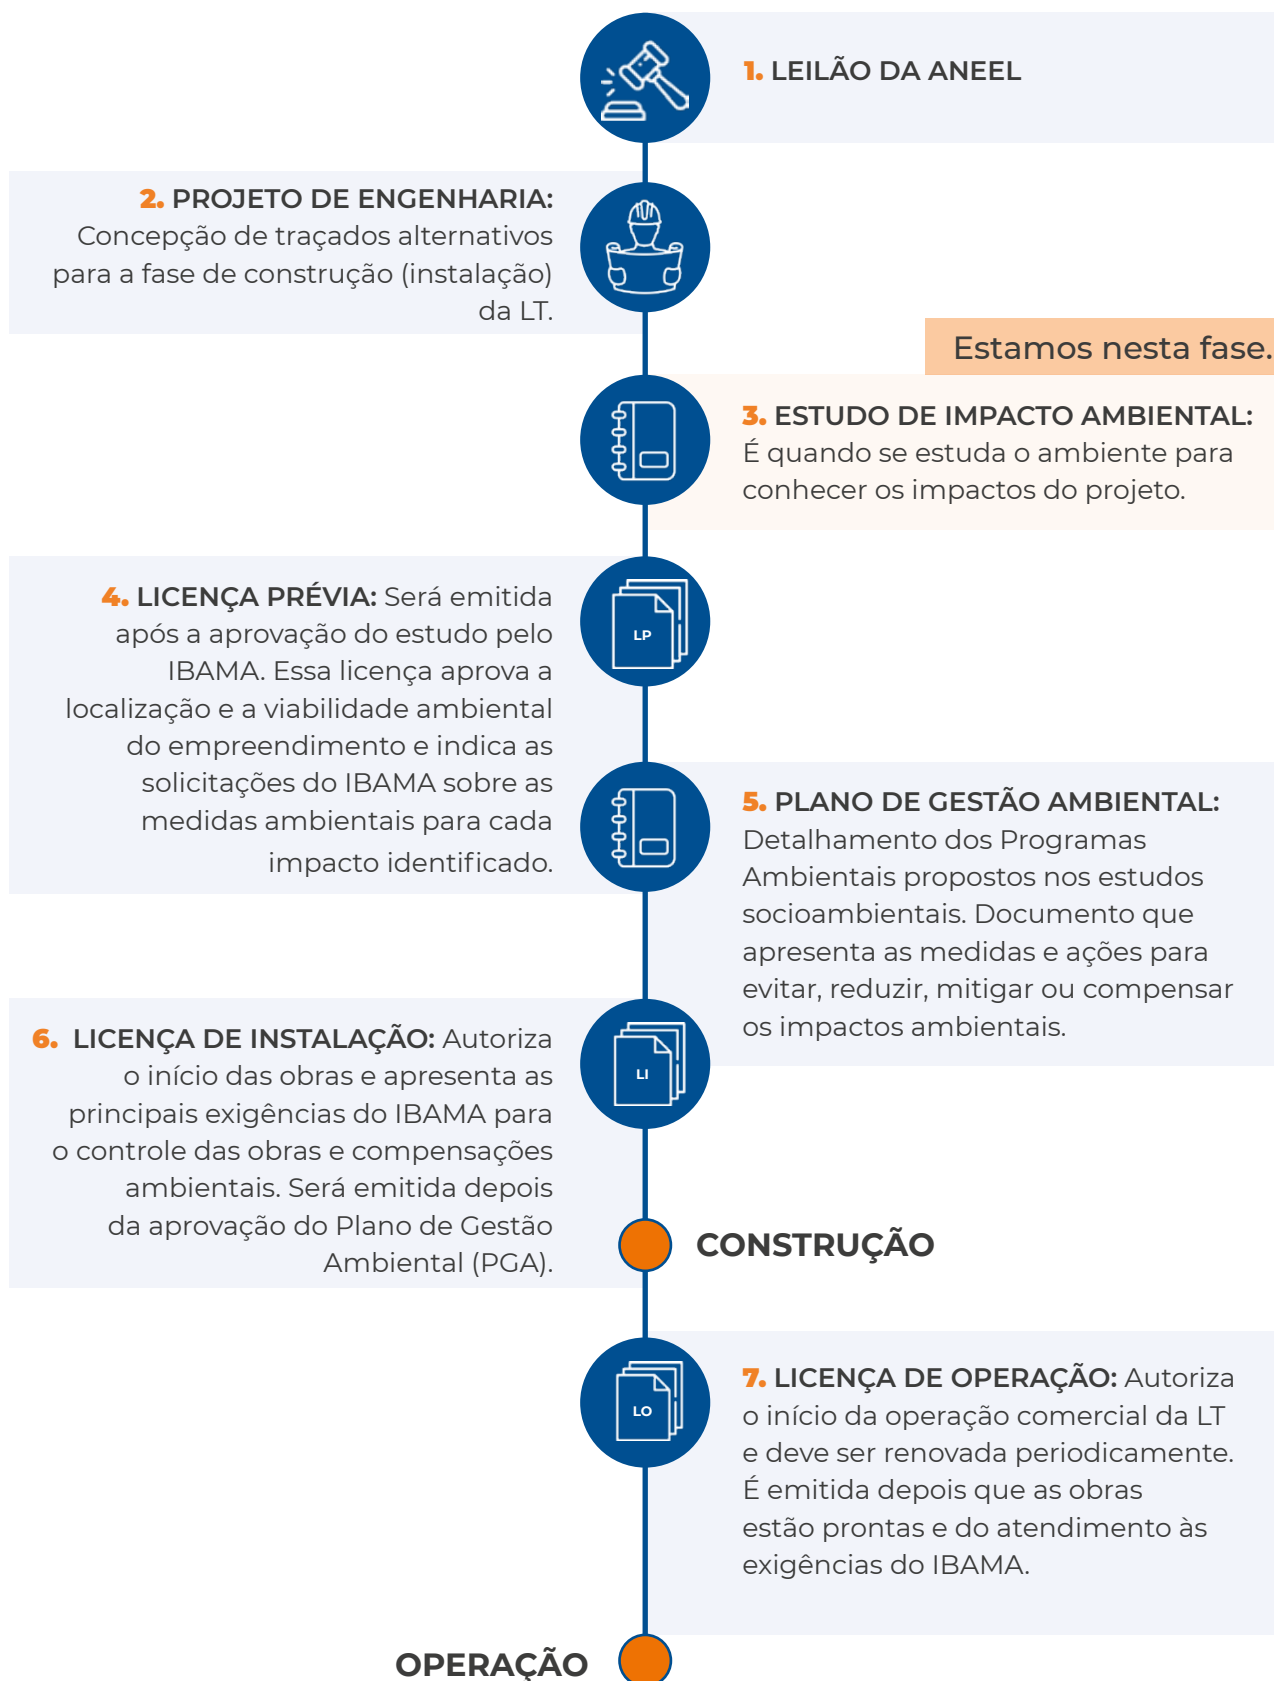 1. LEILÃO DA ANEEL
2. PROJETO DE ENGENHARIA:
Concepção de traçados alternativos
para a fase de construção (instalação)
da LT.
Estamos nesta fase.
3. ESTUDO DE IMPACTO AMBIENTAL:
É quando se estuda o ambiente para
conhecer os impactos do projeto.
4. LICENÇA PRÉVIA: Será emitida
após a aprovação do estudo pelo
IBAMA. Essa licença aprova a
localização e a viabilidade ambiental
do empreendimento e indica as
solicitações do IBAMA sobre as
medidas ambientais para cada
impacto identificado.
LP
5. PLANO DE GESTÃO AMBIENTAL:
Detalhamento dos Programas
Ambientais propostos nos estudos
socioambientais. Documento que
apresenta as medidas e ações para
evitar, reduzir, mitigar ou compensar
os impactos ambientais.
6. LICENÇA DE INSTALAÇÃO: Autoriza
o início das obras e apresenta as
principais exigências do IBAMA para
o controle das obras e compensações
ambientais. Será emitida depois
da aprovação do Plano de Gestão
Ambiental (PGA).
LI
CONSTRUÇÃO
7. LICENÇA DE OPERAÇÃO: Autoriza
o início da operação comercial da LT
e deve ser renovada periodicamente.
É emitida depois que as obras
estão prontas e do atendimento às
exigências do IBAMA.
LO
OPERAÇÃO